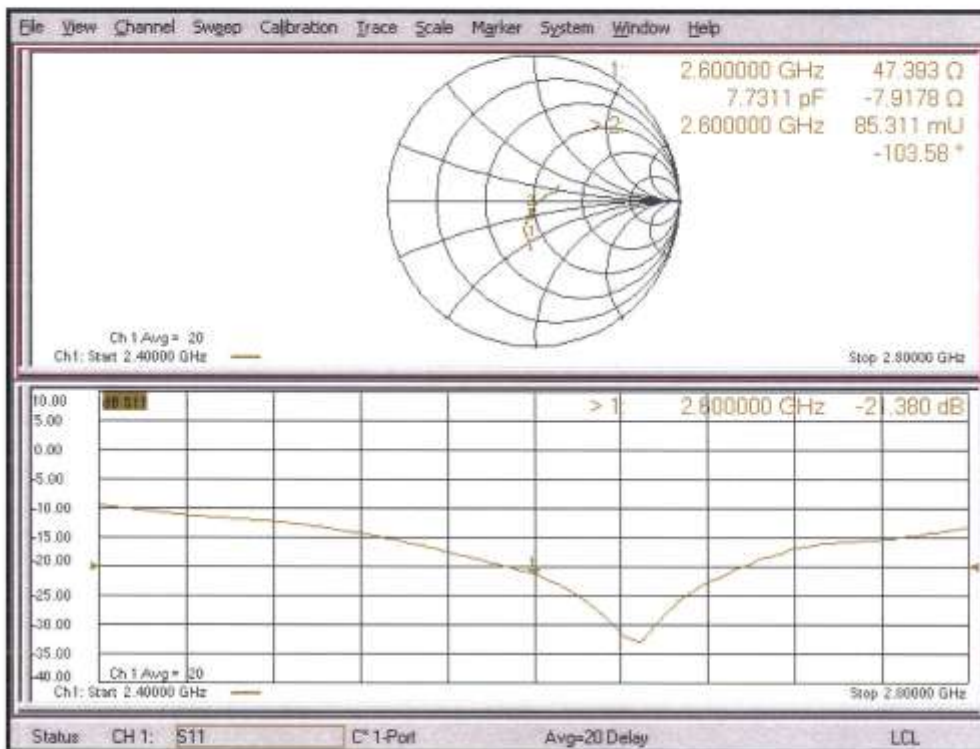 File View Channel Sweep Calibration Trace Scale Marker System Window Help
1: 2.600000 GHz 47.393 Ω
7.7311 pF -7.9178 Ω
> 2: 2.600000 GHz 85.311 mU
-103.58 °
Ch 1 Avg = 20
Ch1: Start 2.40000 GHz
Stop 2.80000 GHz
10.00
5.00
0.00
-5.00
-10.00
-15.00
-20.00
-25.00
-30.00
-35.00
-40.00
dB S11
> 1: 2.600000 GHz -21.380 dB
1
Ch 1 Avg = 20
Ch1: Start 2.40000 GHz
Stop 2.80000 GHz
Status CH 1: S11 C* 1-Port Avg=20 Delay LCL